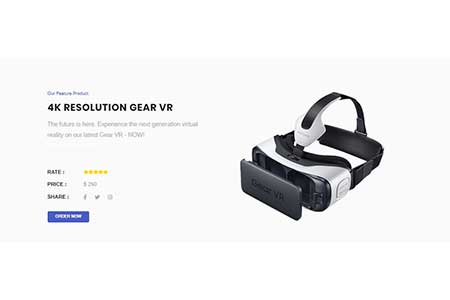 Our Feature Product
4K RESOLUTION GEAR VR
The future is here. Experience the next generation virtual
reality on our latest Gear VR - NOW!
RATE :
PRICE : $ 250
SHARE :
ORDER NOW
Gear VR